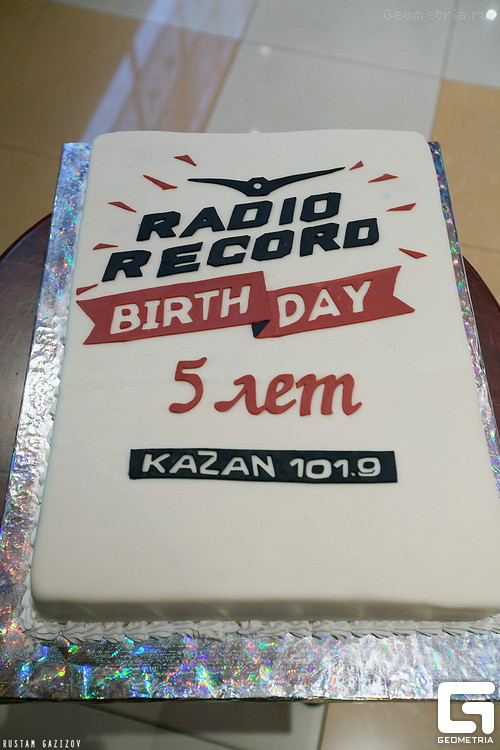 Geometria.ru
RADIO
RECORD
BIRTH DAY
5 лет
KAZAN 101.9
RUSTAM GAZIZOV
GEOMETRIA